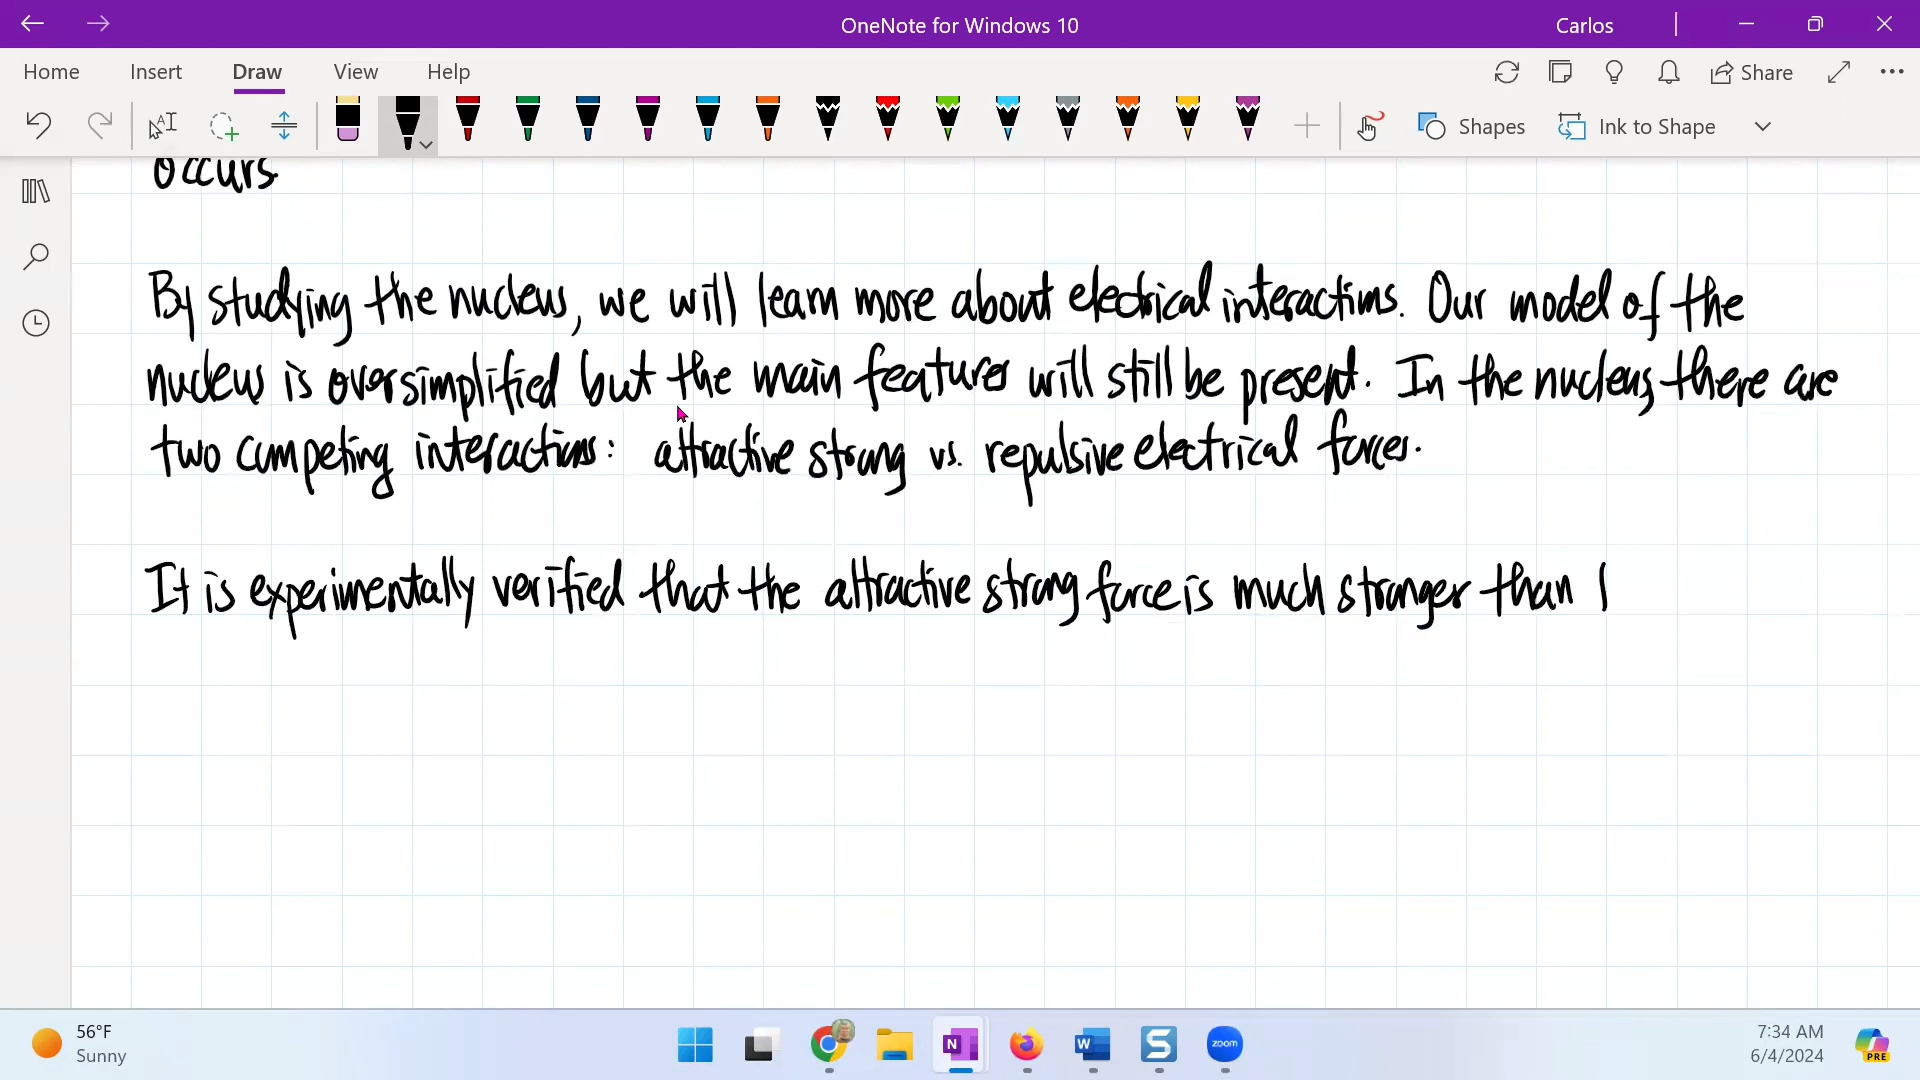 OneNote for Windows 10
Carlos
Home Insert Draw View Help
Share
Shapes
Ink to Shape
occurs.
By studying the nucleus, we will learn more about electrical interactions. Our model of the
nucleus is oversimplified but the main features will still be present. In the nucleus, there are
two competing interactions: attractive strong vs. repulsive electrical forces.
It is experimentally verified that the attractive strong force is much stronger than
56°F
Sunny
zoom
7:34 AM
6/4/2024
PRE